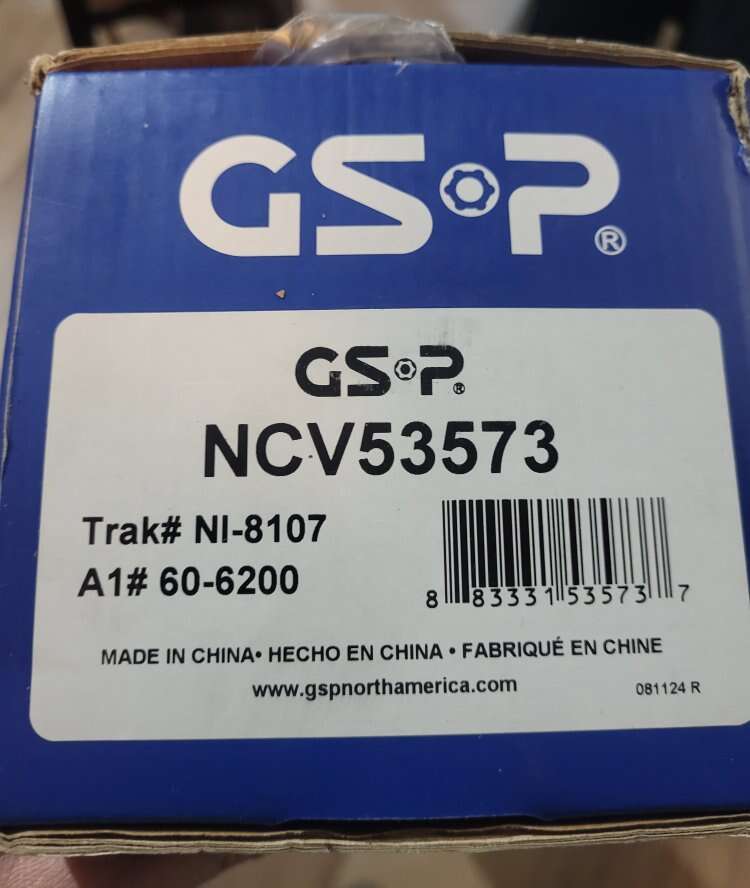 GSP®
GSP®
NCV53573
Trak# NI-8107
A1# 60-6200
8 83331 53573 7
MADE IN CHINA• HECHO EN CHINA • FABRIQUÉ EN CHINE
www.gspnorthamerica.com
081124 R